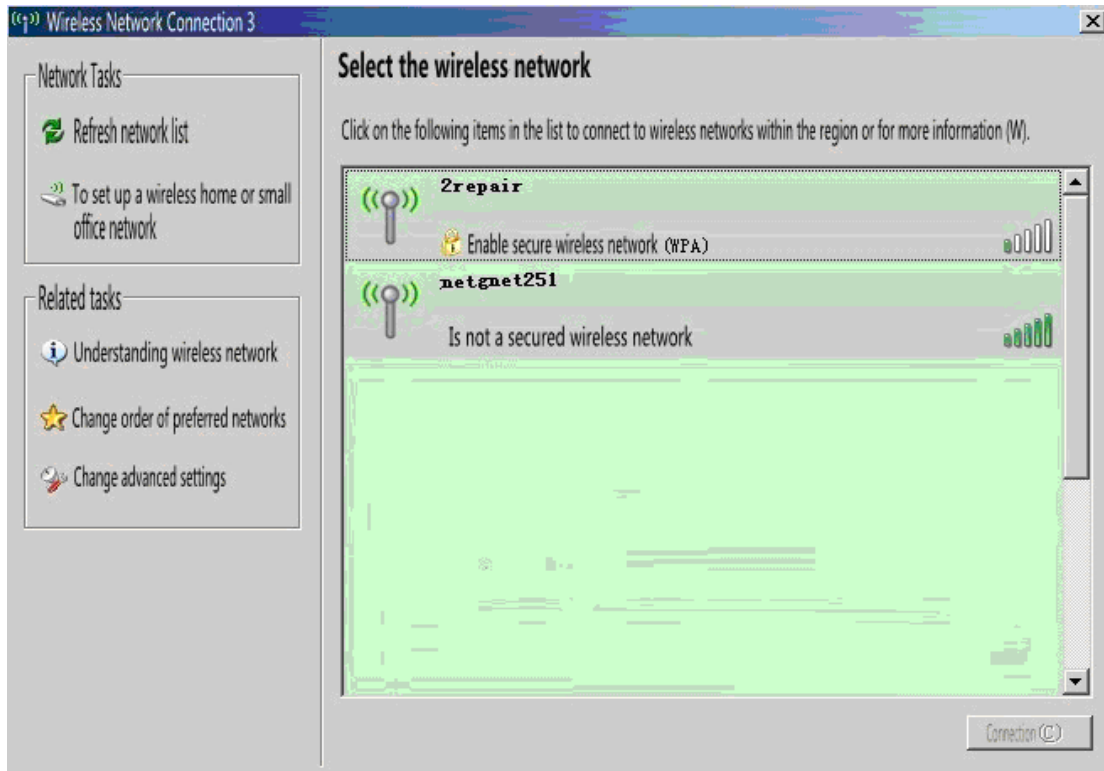 Wireless Network Connection 3
Network Tasks
Refresh network list
To set up a wireless home or small
office network
Related tasks
Understanding wireless network
Change order of preferred networks
Change advanced settings
Select the wireless network
Click on the following items in the list to connect to wireless networks within the region or for more information (W).
2repair
Enable secure wireless network (WPA)
netgnet251
Is not a secured wireless network
Connection (C)